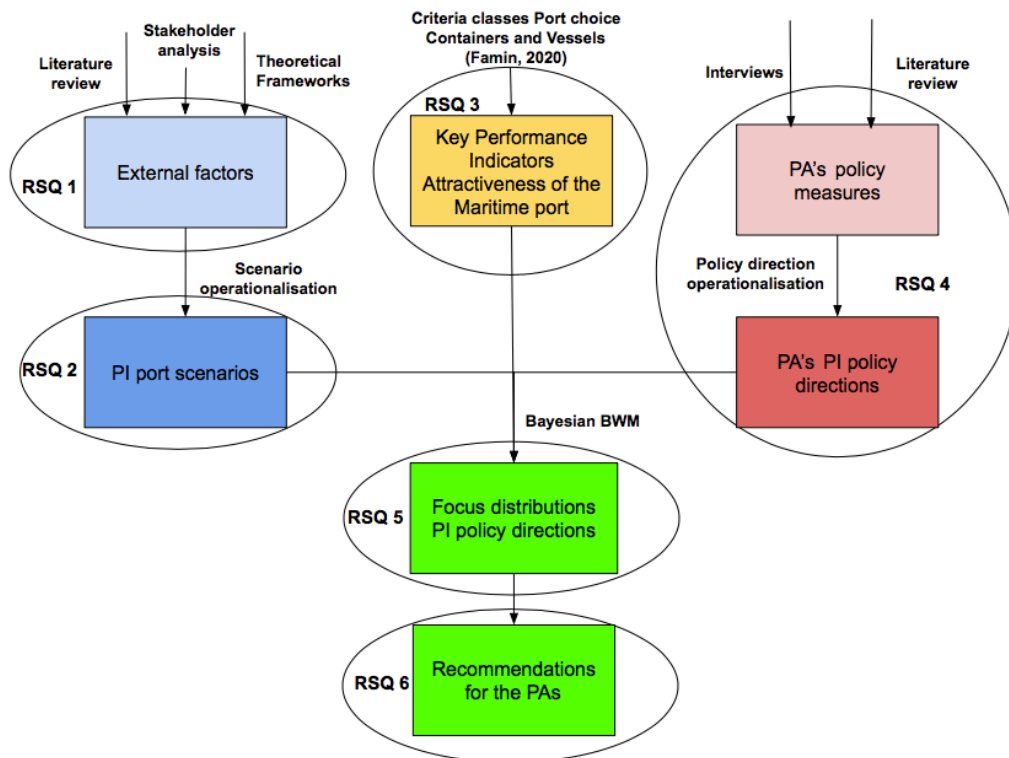 Literature
review
Stakeholder
analysis
Theoretical
Frameworks
RSQ 1
External factors
Scenario
operationalisation
RSQ 2
PI port scenarios
Criteria classes Port choice
Containers and Vessels
(Famin, 2020)
RSQ 3
Key Performance
Indicators
Attractiveness of the
Maritime port
Interviews
Literature
review
PA's policy
measures
Policy direction
operationalisation
RSQ 4
PA's PI policy
directions
Bayesian BWM
RSQ 5
Focus distributions
PI policy directions
RSQ 6
Recommendations
for the PAs